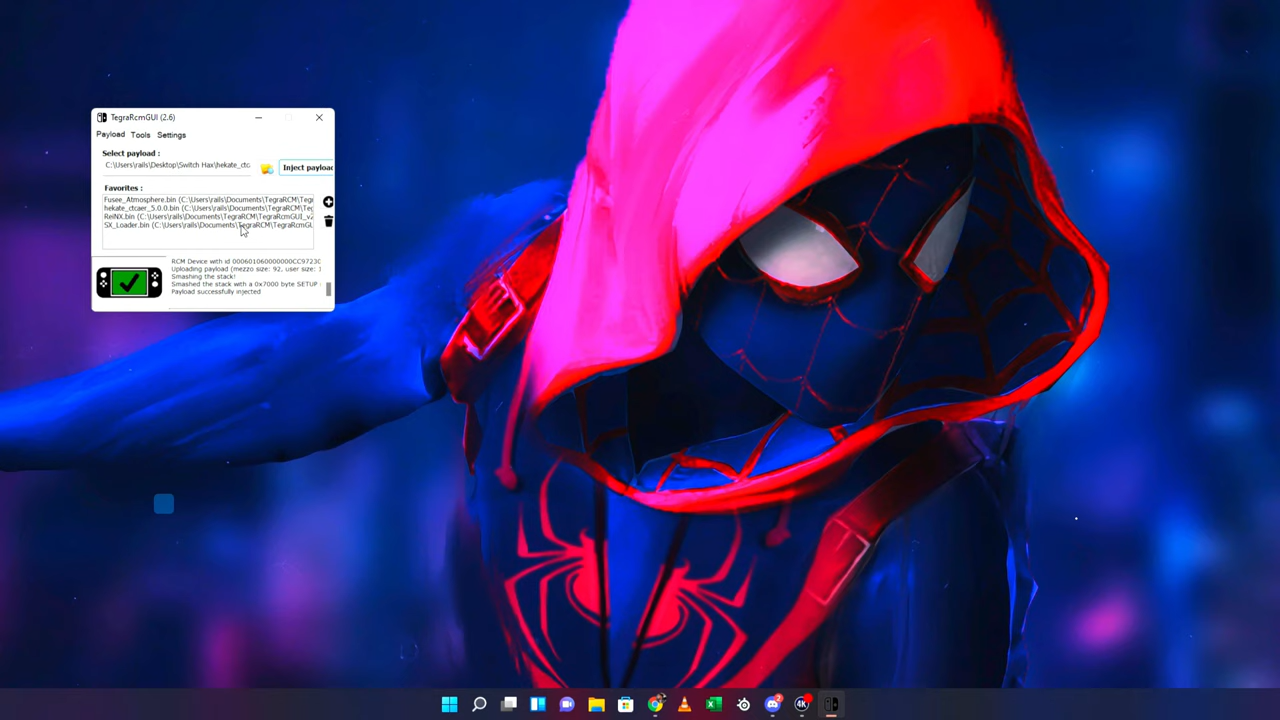 TegraRcmGUI (2.6)
Payload Tools Settings
Select payload :
C:\Users\rails\Desktop\Switch Hax\hekate_ctc
Inject payload
Favorites :
Fusee_Atmosphere.bin (C:\Users\rails\Documents\TegraRCM\Tegr
hekate_ctcaer_5.0.0.bin (C:\Users\rails\Documents\TegraRCM\Teg
ReiNX.bin (C:\Users\rails\Documents\TegraRCM\TegraRcmGUI_v2
SX_Loader.bin (C:\Users\rails\Documents\TegraRCM\TegraRcmGU
RCM Device with id 000601060000000CC9723C
Uploading payload (mezzo size: 92, user size: 1
Smashing the stack!
Smashed the stack with a 0x7000 byte SETUP
Payload successfully injected
4K